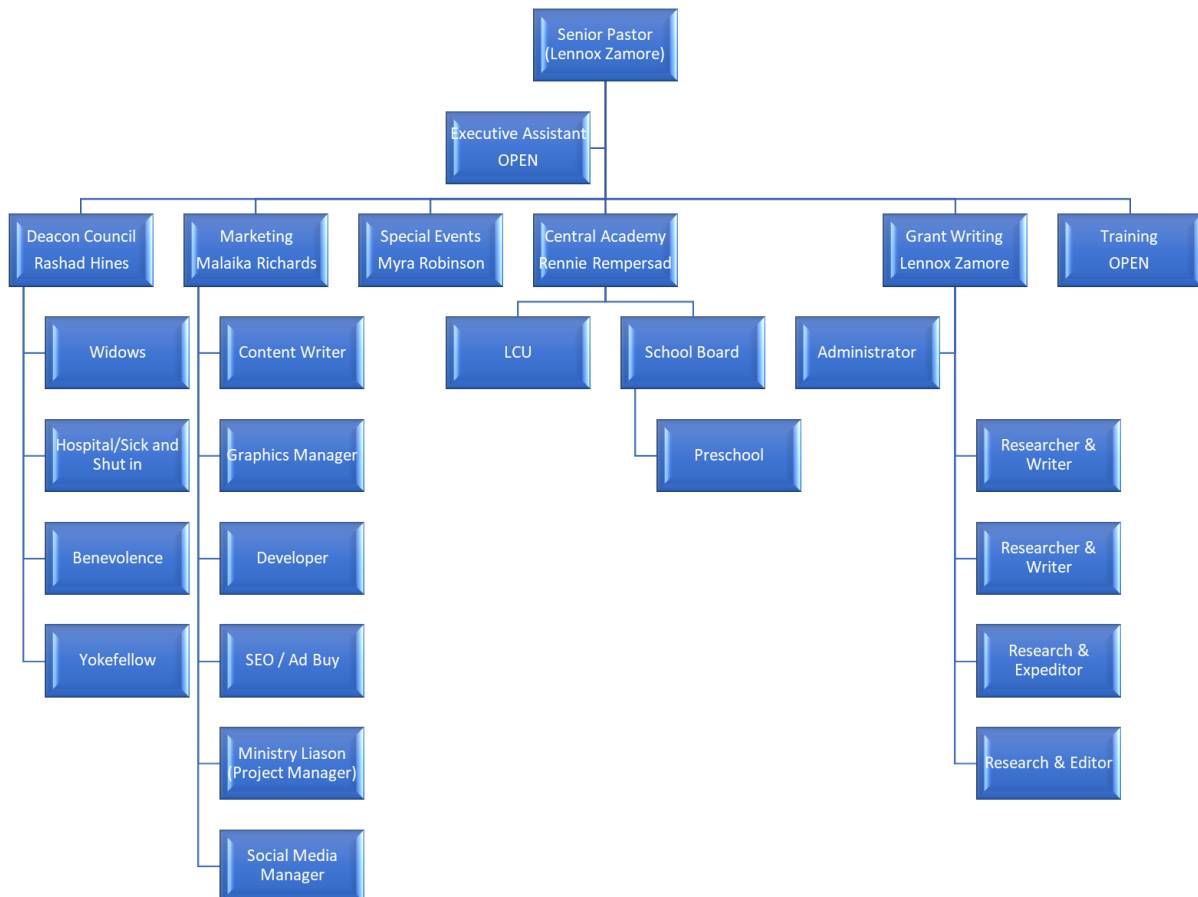 Senior Pastor
(Lennox Zamore)
Executive Assistant
OPEN
Deacon Council
Rashad Hines
Marketing
Malaika Richards
Special Events
Myra Robinson
Central Academy
Rennie Rempersad
Grant Writing
Lennox Zamore
Training
OPEN
Widows
Content Writer
LCU
School Board
Administrator
Hospital/Sick and
Shut in
Graphics Manager
Preschool
Researcher &
Writer
Benevolence
Developer
Researcher &
Writer
Yokefellow
SEO / Ad Buy
Research &
Expeditor
Ministry Liason
(Project Manager)
Research & Editor
Social Media
Manager